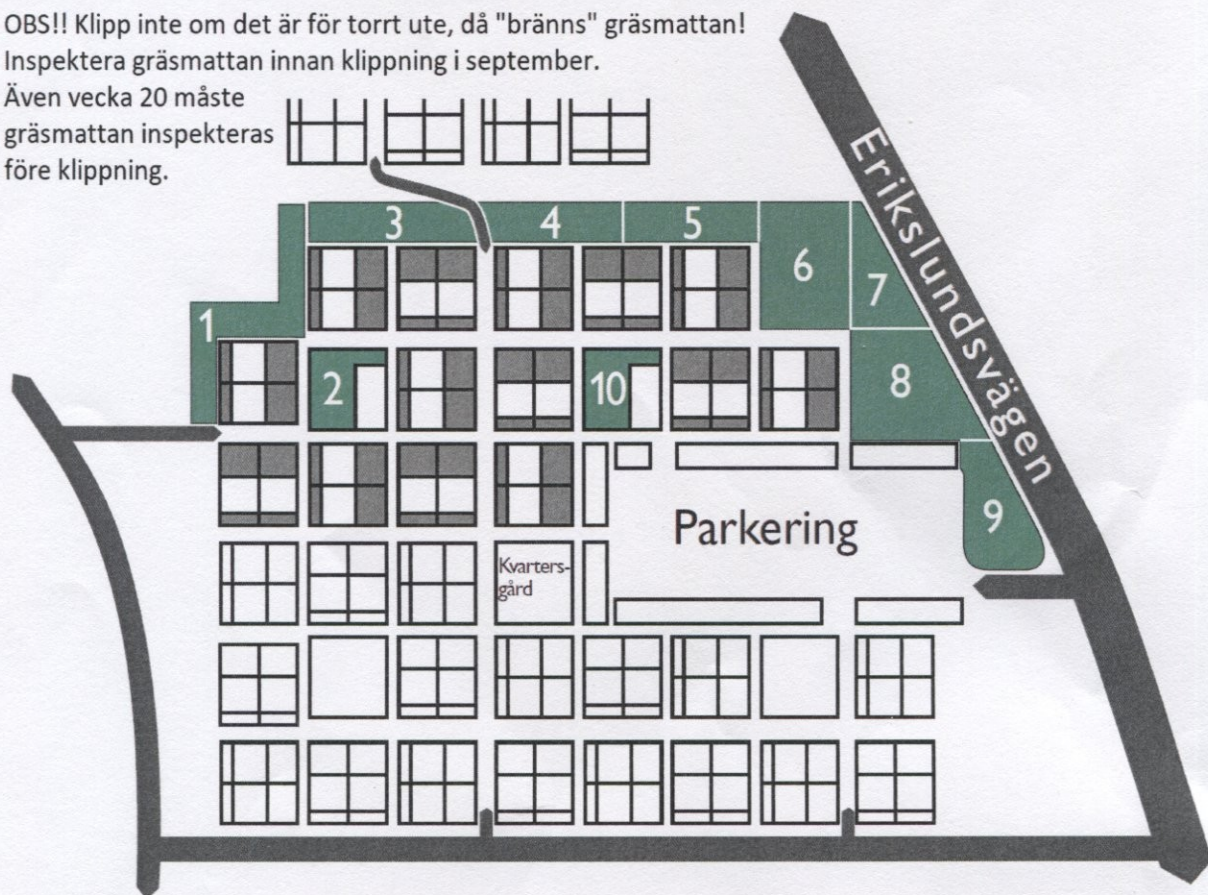 OBS!! Klipp inte om det är för torrt ute, då "bränns" gräsmattan!
Inspektera gräsmattan innan klippning i september.
Även vecka 20 måste
gräsmattan inspekteras
före klippning.
Erikslundsvägen
3
4
5
6
7
1
2
10
8
9
Parkering
Kvarters-
gård